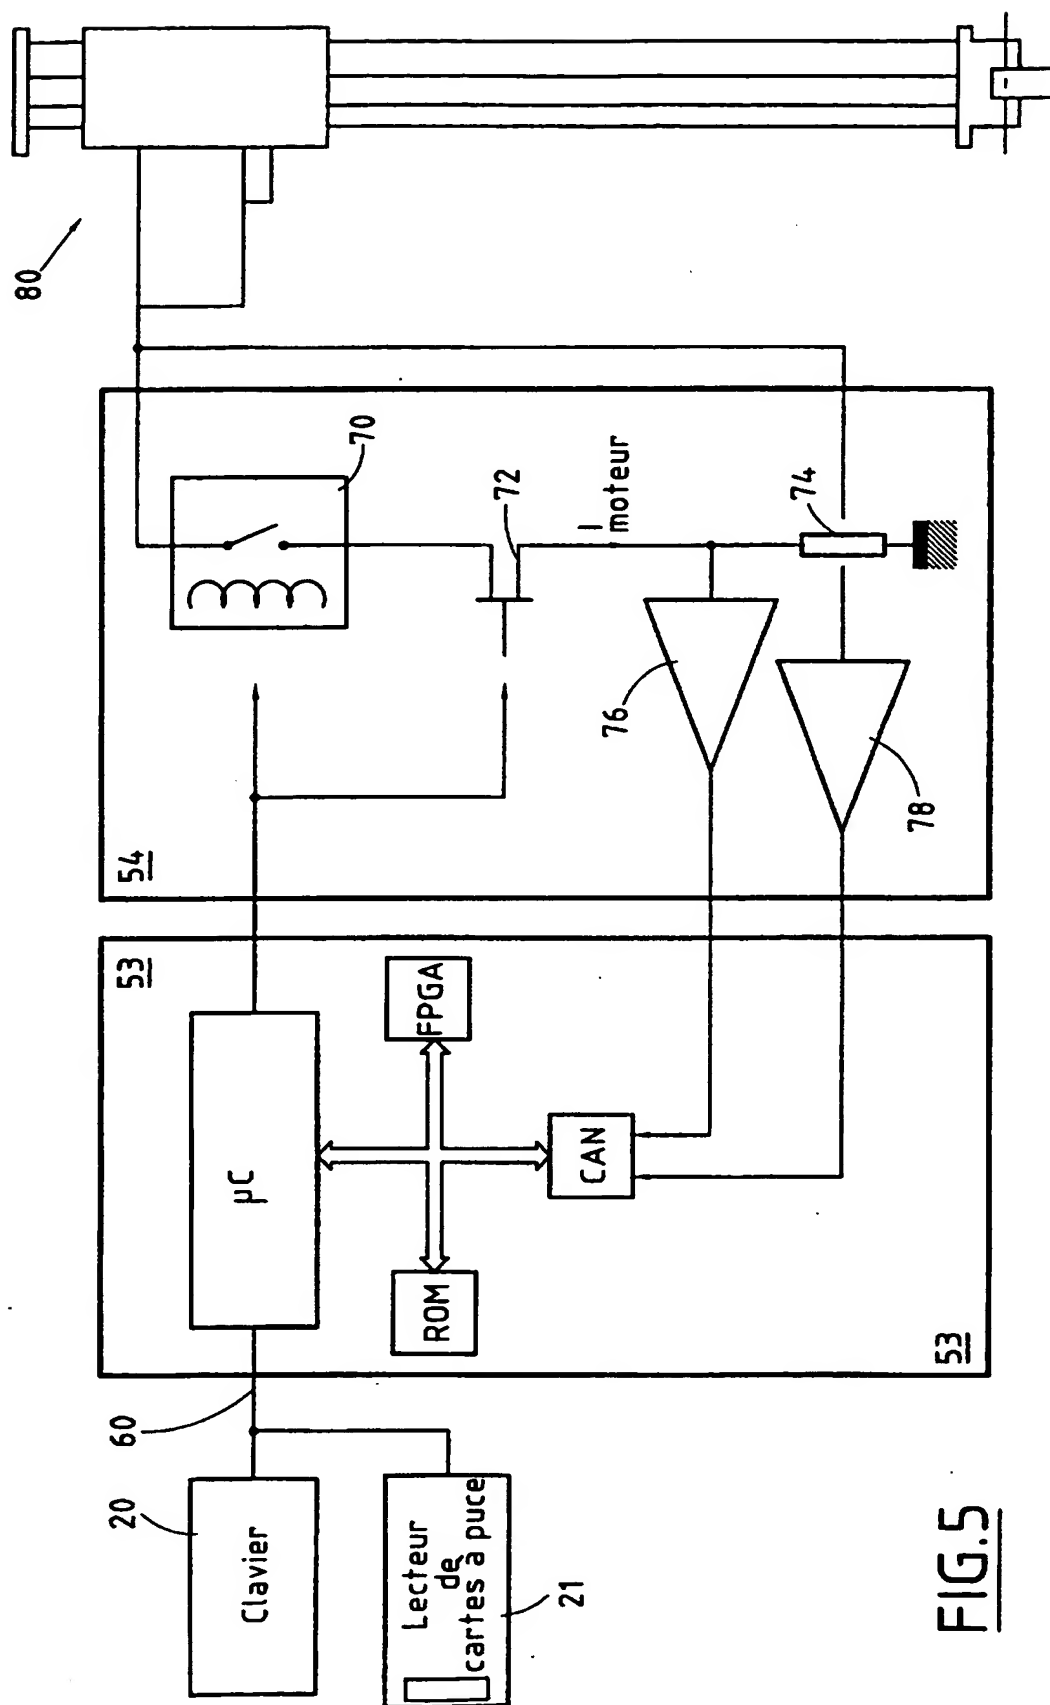 20
Clavier
Lecteur
de
cartes à puce
21
60
53
µC
ROM
FPGA
CAN
53
54
70
72
I moteur
74
76
78
80
FIG.5